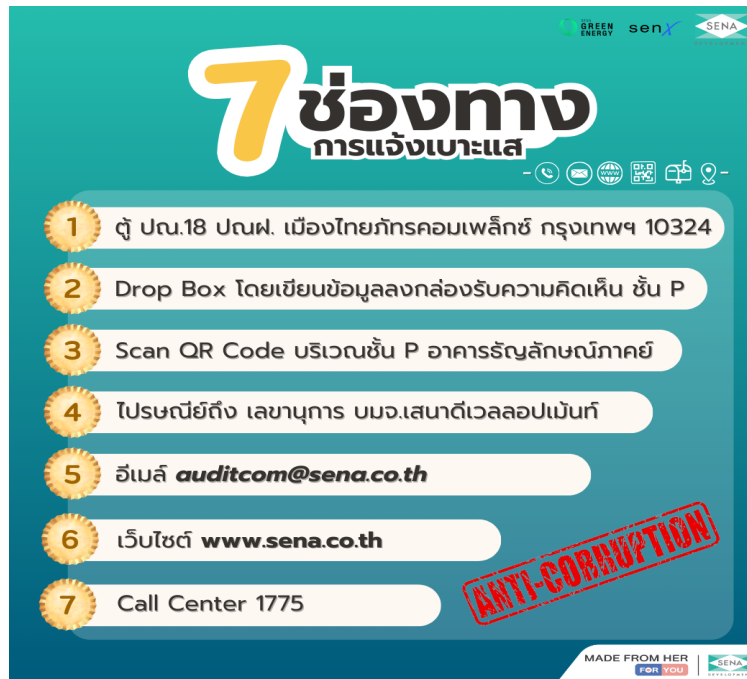 SENA
GREEN
ENERGY
senX
SENA
DEVELOPMENT
7 ช่องทาง
การแจ้งเบาะแส
WWW
1 ตู้ ปณ.18 ปณฝ. เมืองไทยภัทรคอมเพล็กซ์ กรุงเทพฯ 10324
2 Drop Box โดยเขียนข้อมูลลงกล่องรับความคิดเห็น ชั้น P
3 Scan QR Code บริเวณชั้น P อาคารธัญลักษณ์ภาคย์
4 ไปรษณีย์ถึง เลขานุการ บมจ.เสนาดีเวลลอปเม้นท์
5 อีเมล์ auditcom@sena.co.th
6 เว็บไซต์ www.sena.co.th
7 Call Center 1775
ANTI-CORRUPTION
MADE FROM HER
FOR YOU
SENA
DEVELOPMENT